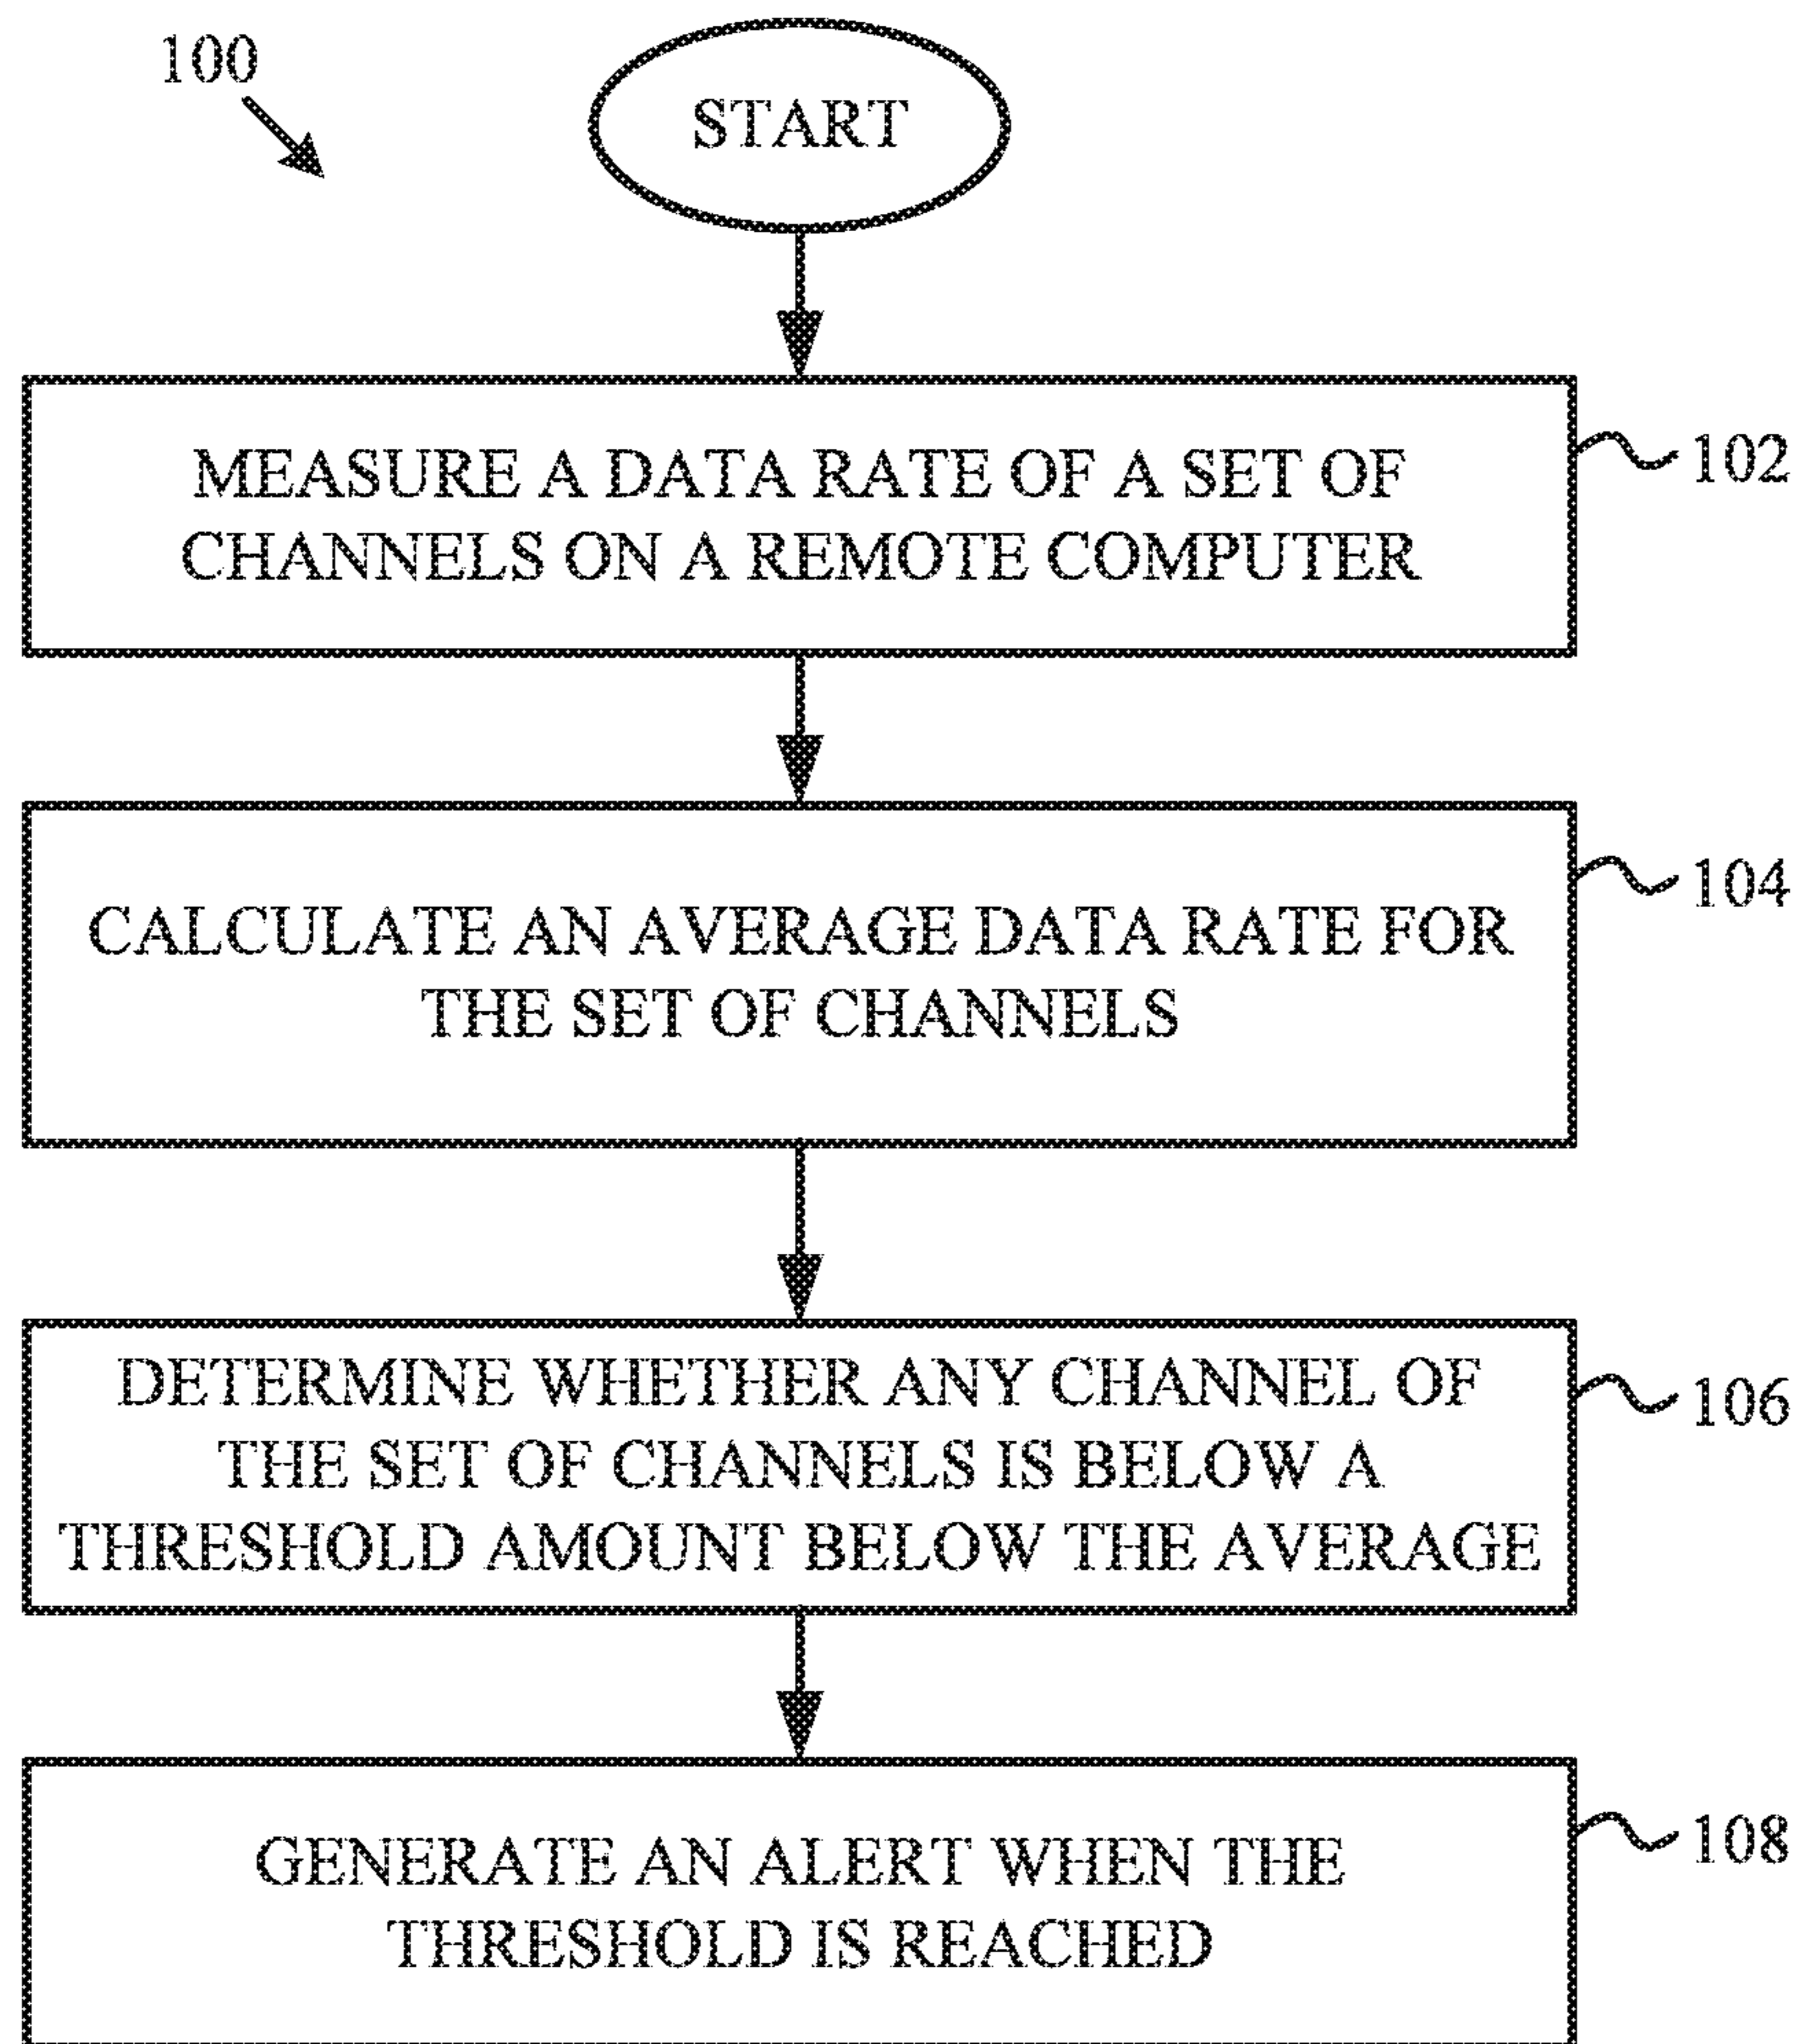 100
START
MEASURE A DATA RATE OF A SET OF
CHANNELS ON A REMOTE COMPUTER
102
CALCULATE AN AVERAGE DATA RATE FOR
THE SET OF CHANNELS
104
DETERMINE WHETHER ANY CHANNEL OF
THE SET OF CHANNELS IS BELOW A
THRESHOLD AMOUNT BELOW THE AVERAGE
106
GENERATE AN ALERT WHEN THE
THRESHOLD IS REACHED
108